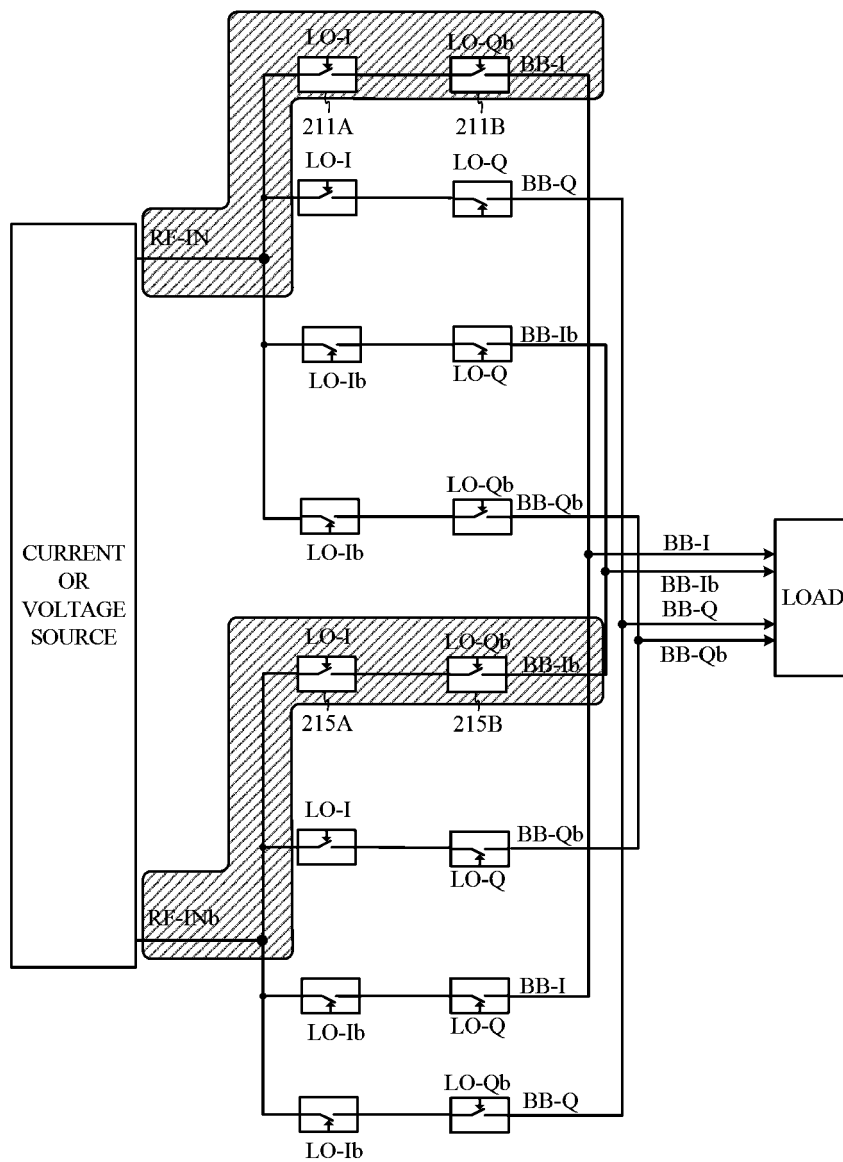 LO-I
LO-Qb
BB-I
211A
211B
LO-I
LO-Q
BB-Q
RF-IN
BB-Ib
LO-Ib
LO-Q
LO-Qb
BB-Qb
LO-Ib
CURRENT
OR
VOLTAGE
SOURCE
BB-I
BB-Ib
BB-Q
BB-Qb
LOAD
LO-I
LO-Qb
BB-Ib
215A
215B
LO-I
BB-Qb
LO-Q
RF-INb
BB-I
LO-Ib
LO-Q
LO-Qb
BB-Q
LO-Ib